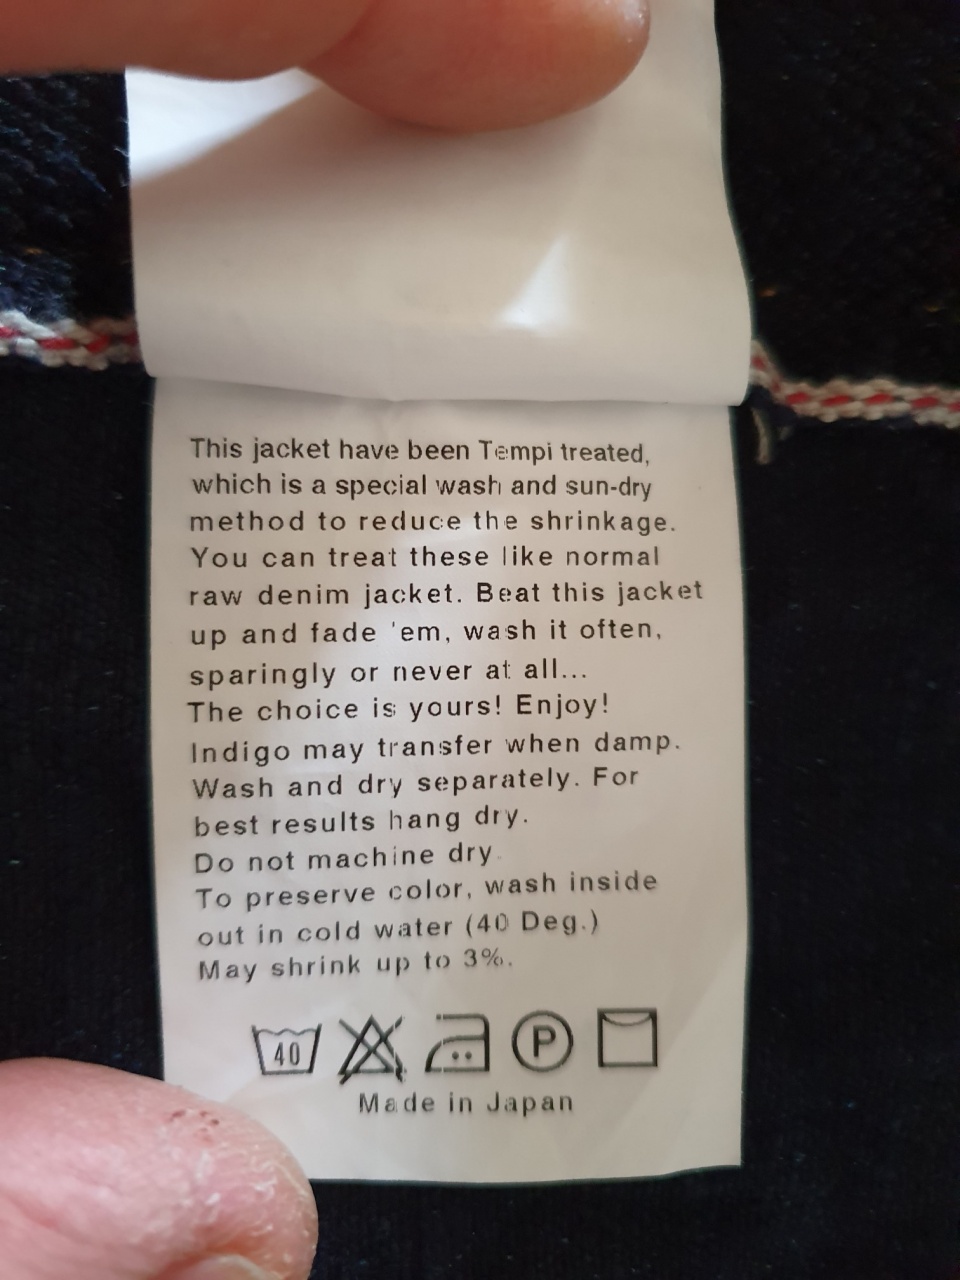 This jacket have been Tempi treated,
which is a special wash and sun-dry
method to reduce the shrinkage.
You can treat these like normal
raw denim jacket. Beat this jacket
up and fade 'em, wash it often,
sparingly or never at all...
The choice is yours! Enjoy!
Indigo may transfer when damp.
Wash and dry separately. For
best results hang dry.
Do not machine dry.
To preserve color, wash inside
out in cold water (40 Deg.)
May shrink up to 3%.
40 P
Made in Japan